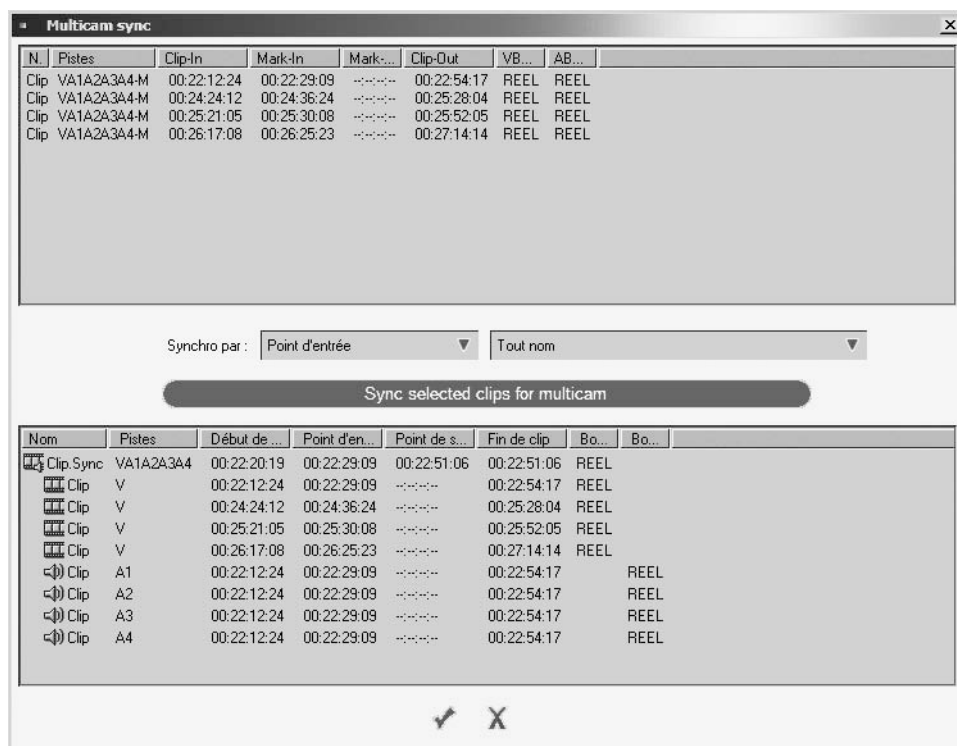 Multicam sync
N. Pistes Clip-In Mark-In Mark-... Clip-Out VB... AB...
Clip VA1A2A3A4-M 00:22:12:24 00:22:29:09 --:--:--:-- 00:22:54:17 REEL REEL
Clip VA1A2A3A4-M 00:24:24:12 00:24:36:24 --:--:--:-- 00:25:28:04 REEL REEL
Clip VA1A2A3A4-M 00:25:21:05 00:25:30:08 --:--:--:-- 00:25:52:05 REEL REEL
Clip VA1A2A3A4-M 00:26:17:08 00:26:25:23 --:--:--:-- 00:27:14:14 REEL REEL
Synchro par : Point d'entrée Tout nom
Sync selected clips for multicam
Nom Pistes Début de ... Point d'en... Point de s... Fin de clip Bo... Bo...
Clip.Sync VA1A2A3A4 00:22:20:19 00:22:29:09 00:22:51:06 00:22:51:06 REEL
Clip V 00:22:12:24 00:22:29:09 --:--:--:-- 00:22:54:17 REEL
Clip V 00:24:24:12 00:24:36:24 --:--:--:-- 00:25:28:04 REEL
Clip V 00:25:21:05 00:25:30:08 --:--:--:-- 00:25:52:05 REEL
Clip V 00:26:17:08 00:26:25:23 --:--:--:-- 00:27:14:14 REEL
Clip A1 00:22:12:24 00:22:29:09 --:--:--:-- 00:22:54:17 REEL
Clip A2 00:22:12:24 00:22:29:09 --:--:--:-- 00:22:54:17 REEL
Clip A3 00:22:12:24 00:22:29:09 --:--:--:-- 00:22:54:17 REEL
Clip A4 00:22:12:24 00:22:29:09 --:--:--:-- 00:22:54:17 REEL